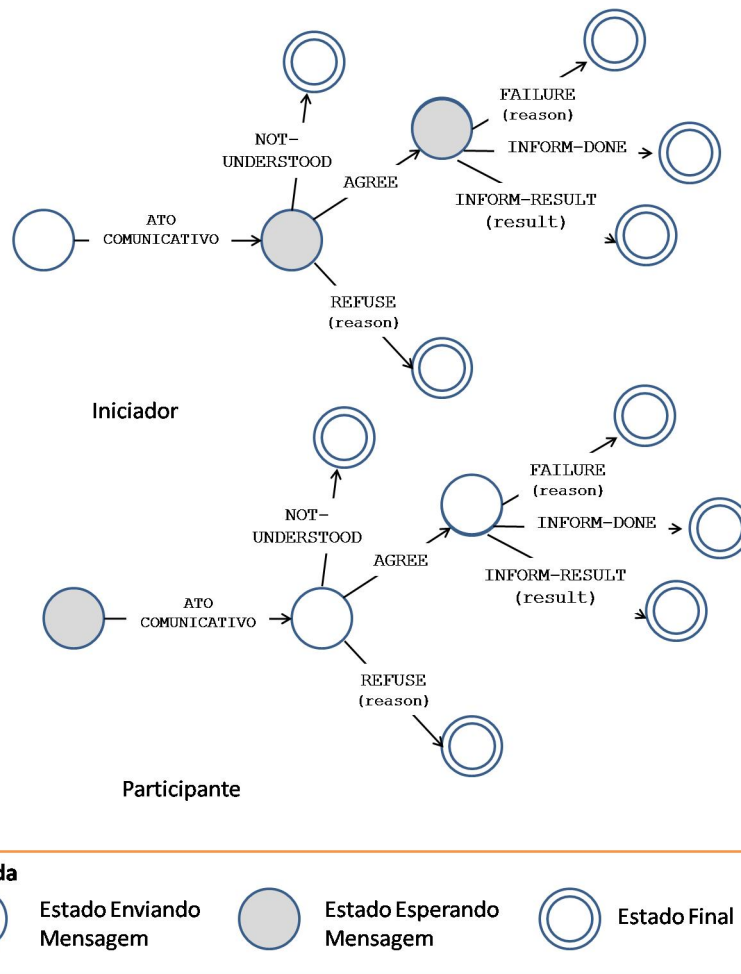 FAILURE
(reason)
NOT-
UNDERSTOOD
INFORM-DONE
AGREE
INFORM-RESULT
(result)
ATO
COMUNICATIVO
REFUSE
(reason)
Iniciador
FAILURE
(reason)
NOT-
UNDERSTOOD
INFORM-DONE
AGREE
INFORM-RESULT
(result)
ATO
COMUNICATIVO
REFUSE
(reason)
Participante
da
Estado Enviando
Mensagem
Estado Esperando
Mensagem
Estado Final